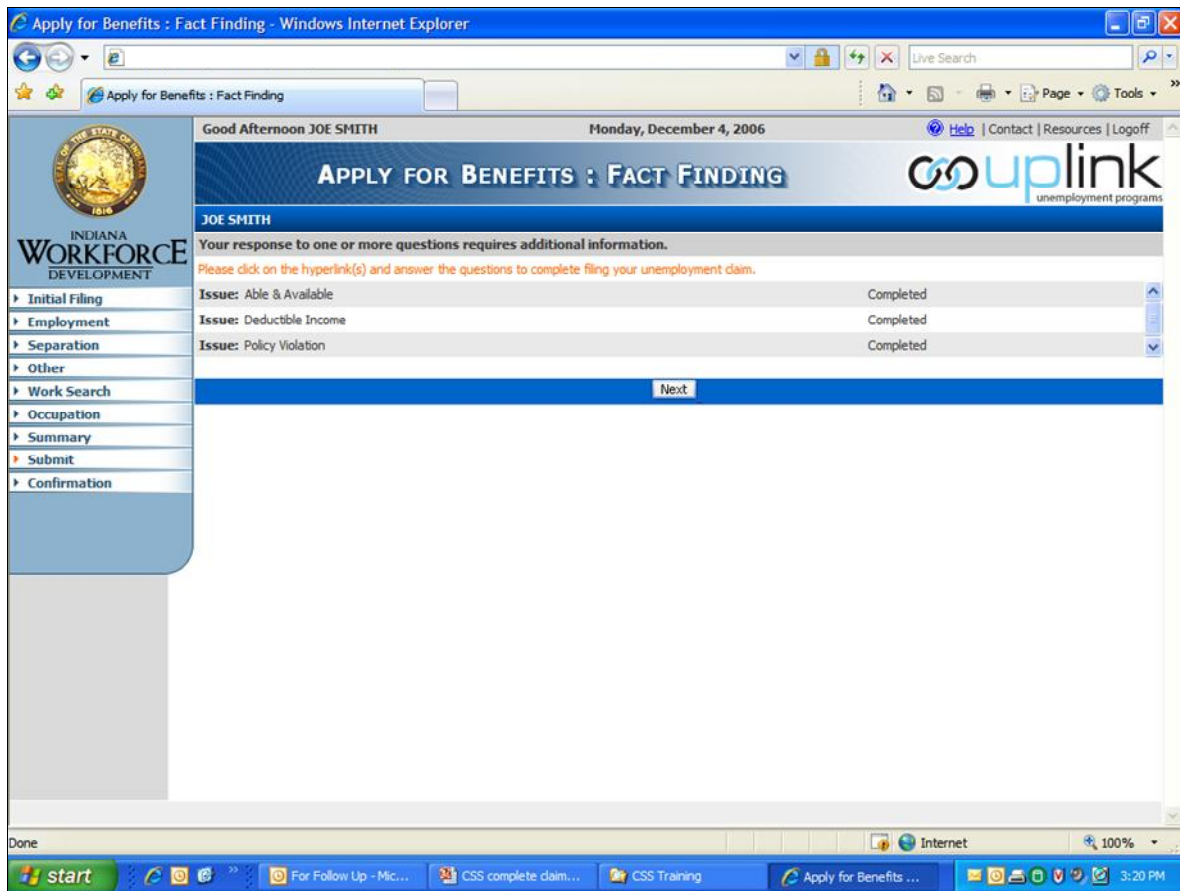 Apply for Benefits : Fact Finding - Windows Internet Explorer
Live Search
Apply for Benefits : Fact Finding
Page
Tools
Good Afternoon JOE SMITH Monday, December 4, 2006 Help | Contact | Resources | Logoff
APPLY FOR BENEFITS : FACT FINDING
uplink
unemployment programs
1816
INDIANA
WORKFORCE
DEVELOPMENT
JOE SMITH
Your response to one or more questions requires additional information.
Please click on the hyperlink(s) and answer the questions to complete filing your unemployment claim.
Issue: Able & Available Completed
Issue: Deductible Income Completed
Issue: Policy Violation Completed
Next
Initial Filing
Employment
Separation
Other
Work Search
Occupation
Summary
Submit
Confirmation
Done Internet 100%
start For Follow Up - Mic... CSS complete claim... CSS Training Apply for Benefits ... 3:20 PM